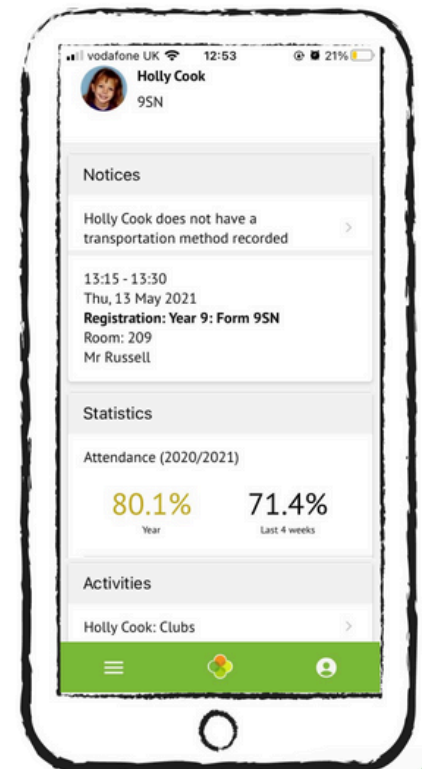 vodafone UK 12:53 21%
Holly Cook
9SN
Notices
Holly Cook does not have a
transportation method recorded
13:15 - 13:30
Thu, 13 May 2021
Registration: Year 9: Form 9SN
Room: 209
Mr Russell
Statistics
Attendance (2020/2021)
80.1% 71.4%
Year Last 4 weeks
Activities
Holly Cook: Clubs